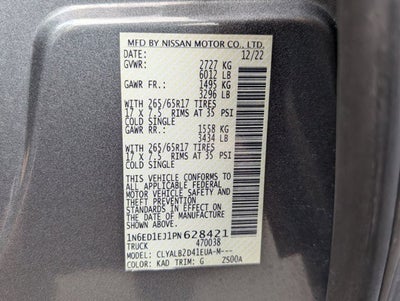 MFD BY NISSAN MOTOR CO., LTD.
DATE: 12/22
GVWR: 2727 KG
6012 LB
GAWR FR.: 1495 KG
3296 LB
WITH 265/65R17 TIRES
17 X 7.5 RIMS AT 35 PSI
COLD SINGLE
GAWR RR.: 1558 KG
3434 LB
WITH 265/65R17 TIRES
17 X 7.5 RIMS AT 35 PSI
COLD SINGLE
THIS VEHICLE CONFORMS TO
ALL APPLICABLE FEDERAL
MOTOR VEHICLE SAFETY AND
THEFT PREVENTION
STANDARDS IN EFFECT ON
THE DATE OF MANUFACTURE
SHOWN ABOVE.
1N6ED1EJ1PN628421
TRUCK 470038
MODEL: CLYALB2D41EUA-M---
COLOR: KAD TRIM: G 2S00A